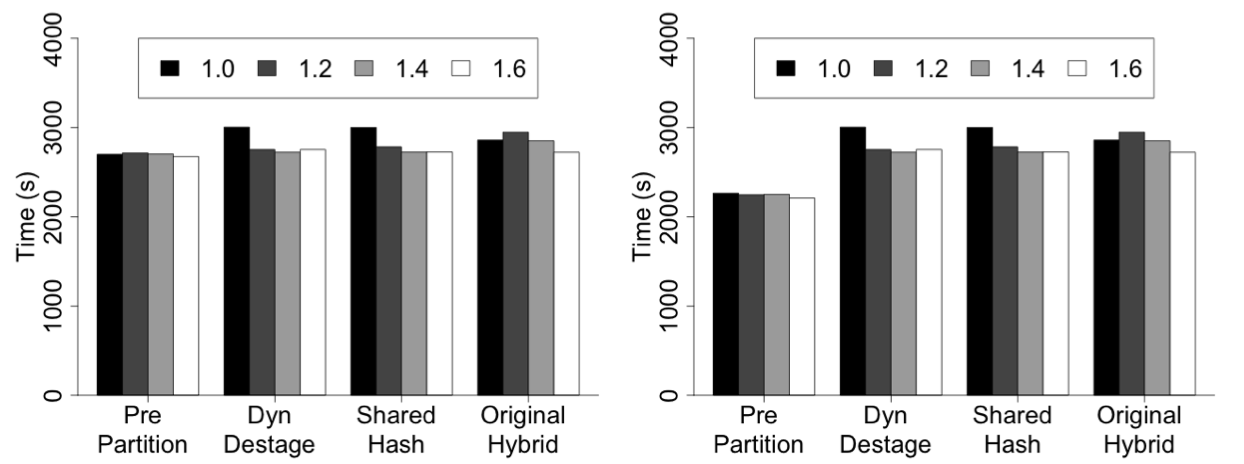 4000
3000
2000
1000
0
Time (s)
1.0 1.2 1.4 1.6
Pre Partition
Dyn Destage
Shared Hash
Original Hybrid
4000
3000
2000
1000
0
Time (s)
1.0 1.2 1.4 1.6
Pre Partition
Dyn Destage
Shared Hash
Original Hybrid